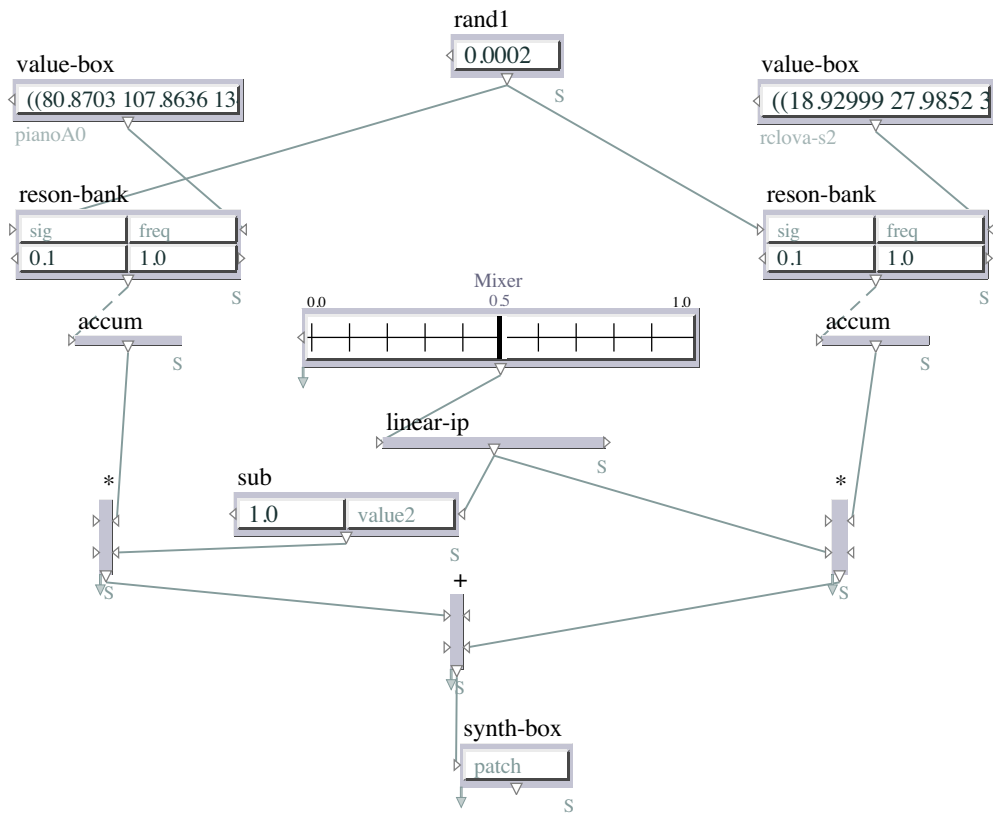 rand1
0.0002
S
value-box
((80.8703 107.8636 13
pianoA0
value-box
((18.92999 27.9852 3
rclova-s2
reson-bank
sig freq
0.1 1.0
S
reson-bank
sig freq
0.1 1.0
S
Mixer
0.0 0.5 1.0
accum
S
accum
S
linear-ip
S
*
S
sub
1.0 value2
S
*
S
+
S
synth-box
patch
S